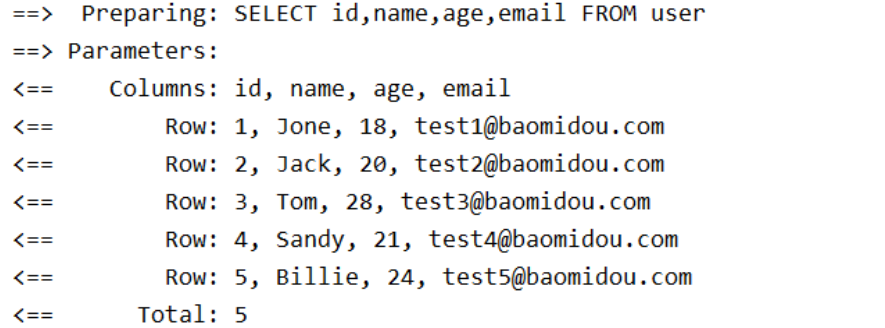 ==>  Preparing: SELECT id,name,age,email FROM user
==> Parameters:
<==    Columns: id, name, age, email
<==        Row: 1, Jone, 18, test1@baomidou.com
<==        Row: 2, Jack, 20, test2@baomidou.com
<==        Row: 3, Tom, 28, test3@baomidou.com
<==        Row: 4, Sandy, 21, test4@baomidou.com
<==        Row: 5, Billie, 24, test5@baomidou.com
<==      Total: 5